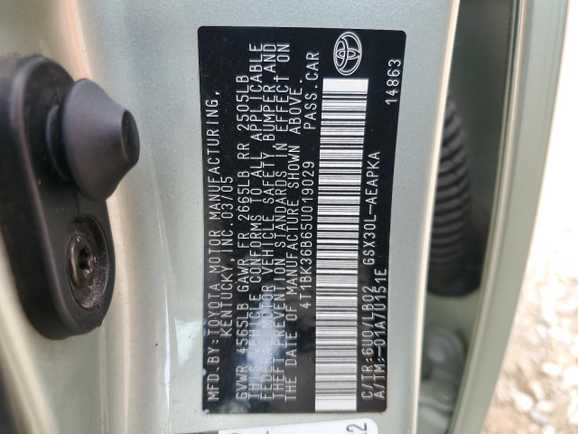 MFD.BY:TOYOTA MOTOR MANUFACTURING,
KENTUCKY, INC. 03/05
GVWR 4565LB GAWR FR 2665LB RR 2505LB
THIS VEHICLE CONFORMS TO ALL APPLICABLE
FEDERAL MOTOR VEHICLE SAFETY, BUMPER AND
THEFT PREVENTION STANDARDS IN EFFECT ON
THE DATE OF MANUFACTURE SHOWN ABOVE.
4T1BK36B65U019029 PASS.CAR
C/TR:6U0/LB02 GSX30L-AEAPKA
A/TM:-01A/U151E 14863
2